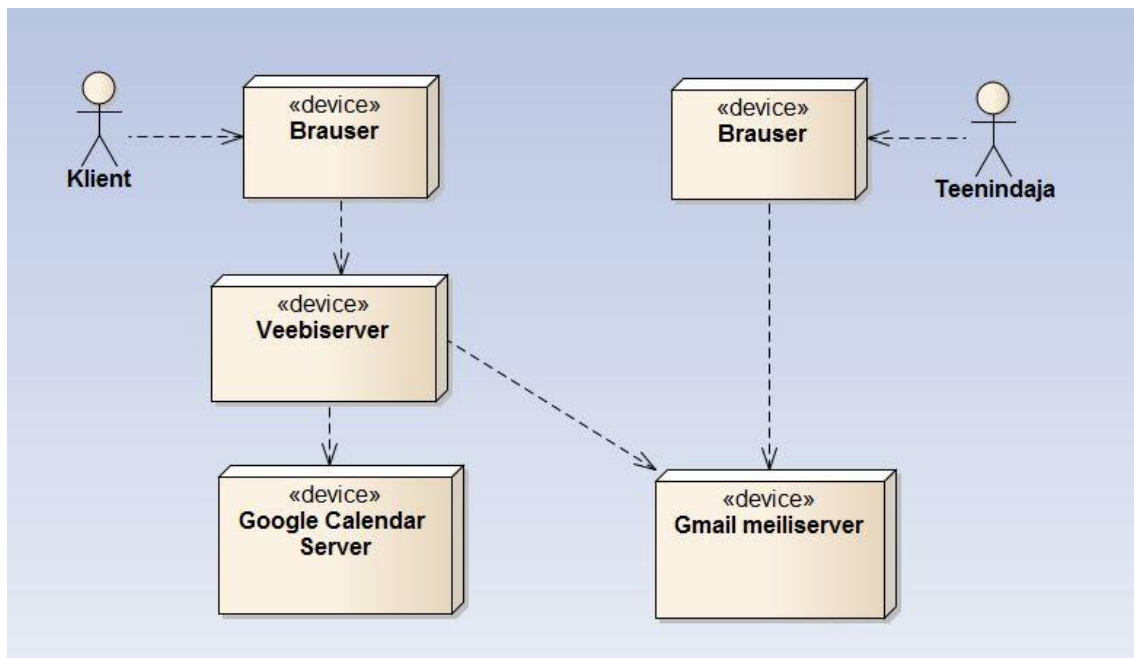 «device»
Brauser
«device»
Brauser
Klient
Teenindaja
«device»
Veebiserver
«device»
Google Calendar
Server
«device»
Gmail meiliserver